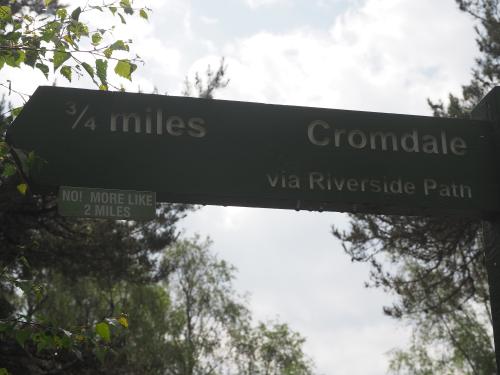 3/4 miles Cromdale
via Riverside Path
NO! MORE LIKE
2 MILES